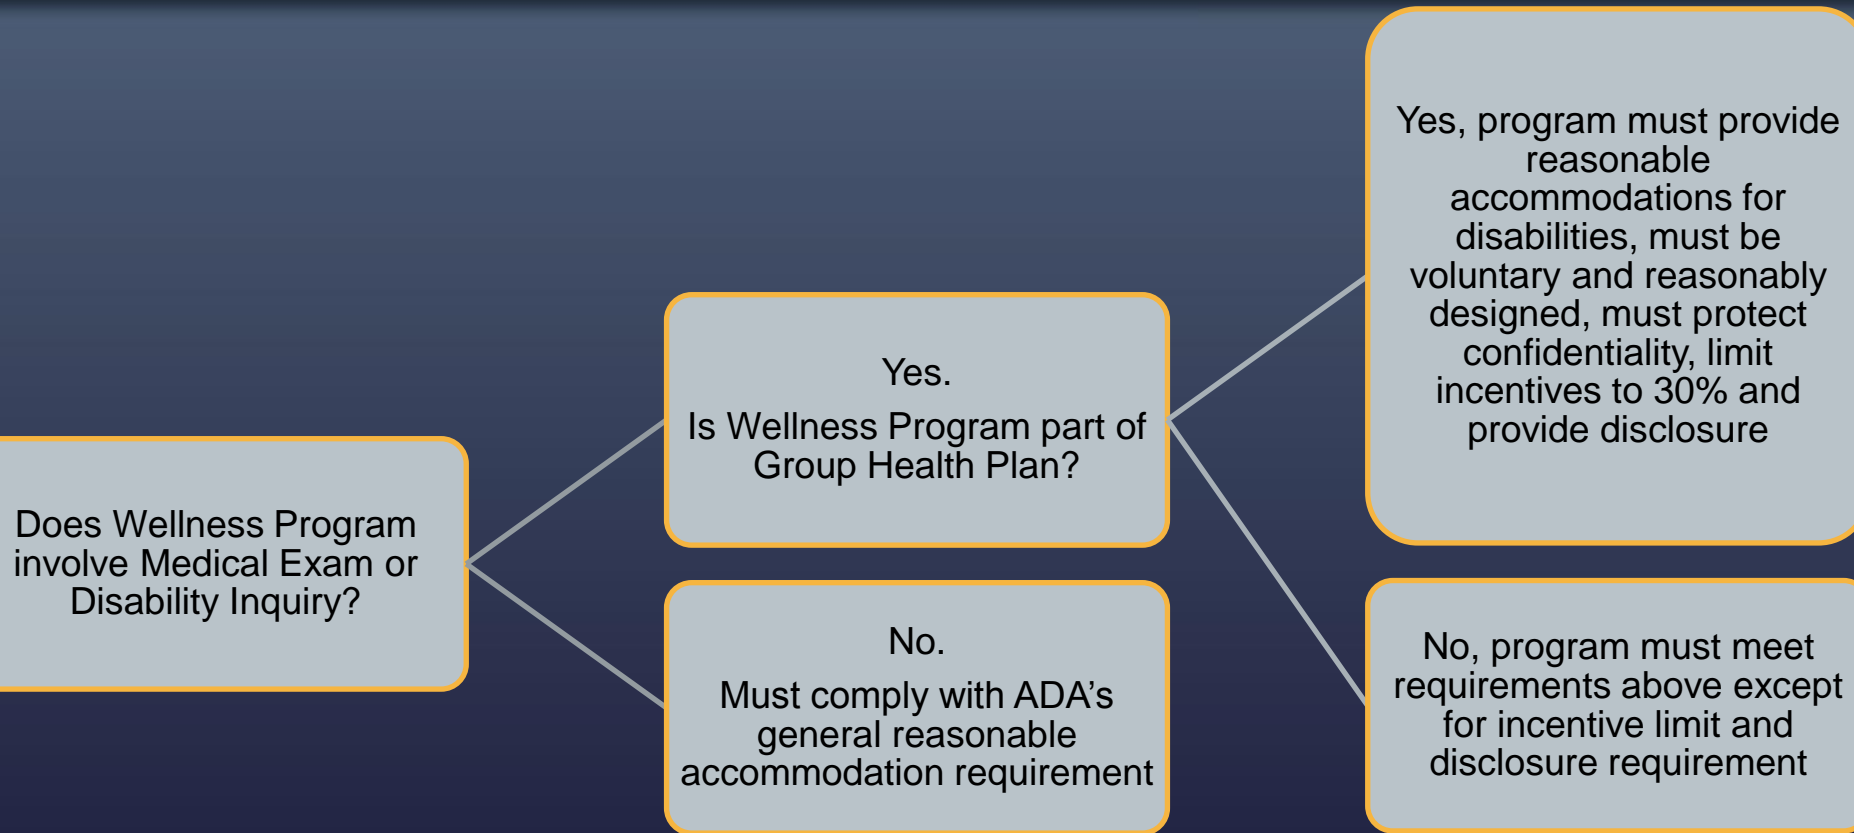 Does Wellness Program
involve Medical Exam or
Disability Inquiry?
Yes.
Is Wellness Program part of
Group Health Plan?
No.
Must comply with ADA’s
general reasonable
accommodation requirement
Yes, program must provide
reasonable
accommodations for
disabilities, must be
voluntary and reasonably
designed, must protect
confidentiality, limit
incentives to 30% and
provide disclosure
No, program must meet
requirements above except
for incentive limit and
disclosure requirement